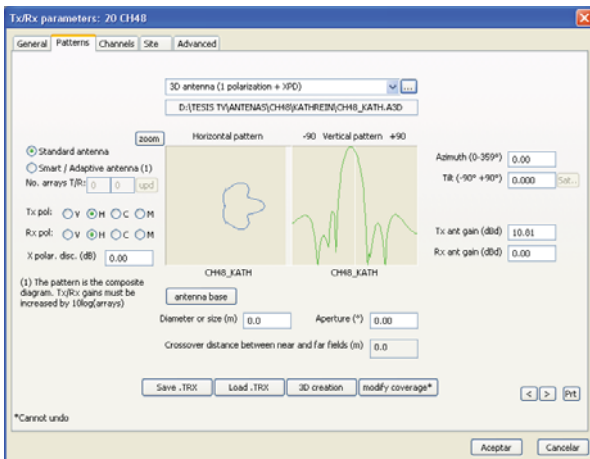 Tx/Rx parameters: 20 CH48
General Patterns Channels Site Advanced
3D antenna (1 polarization + XPD) ...
D:\TESIS TV\ANTENAS\CH48\KATHREIN\CH48_KATH.A3D
zoom Horizontal pattern -90 Vertical pattern +90
Standard antenna
Smart / Adaptive antenna (1)
No. arrays T/R: 0 0 upd
Tx pol: V H C M
Rx pol: V H C M
X polar. disc. (dB) 0.00
Azimuth (0-359°) 0.00
Tilt (-90° +90°) 0.000 Sat...
Tx ant gain (dBd) 10.81
Rx ant gain (dBd) 0.00
CH48_KATH CH48_KATH
(1) The pattern is the composite
diagram. Tx/Rx gains must be
increased by 10log(arrays)
antenna base
Diameter or size (m) 0.0 Aperture (°) 0.00
Crossover distance between near and far fields (m) 0.0
Save .TRX Load .TRX 3D creation modify coverage*
< > Prt
*Cannot undo
Aceptar Cancelar